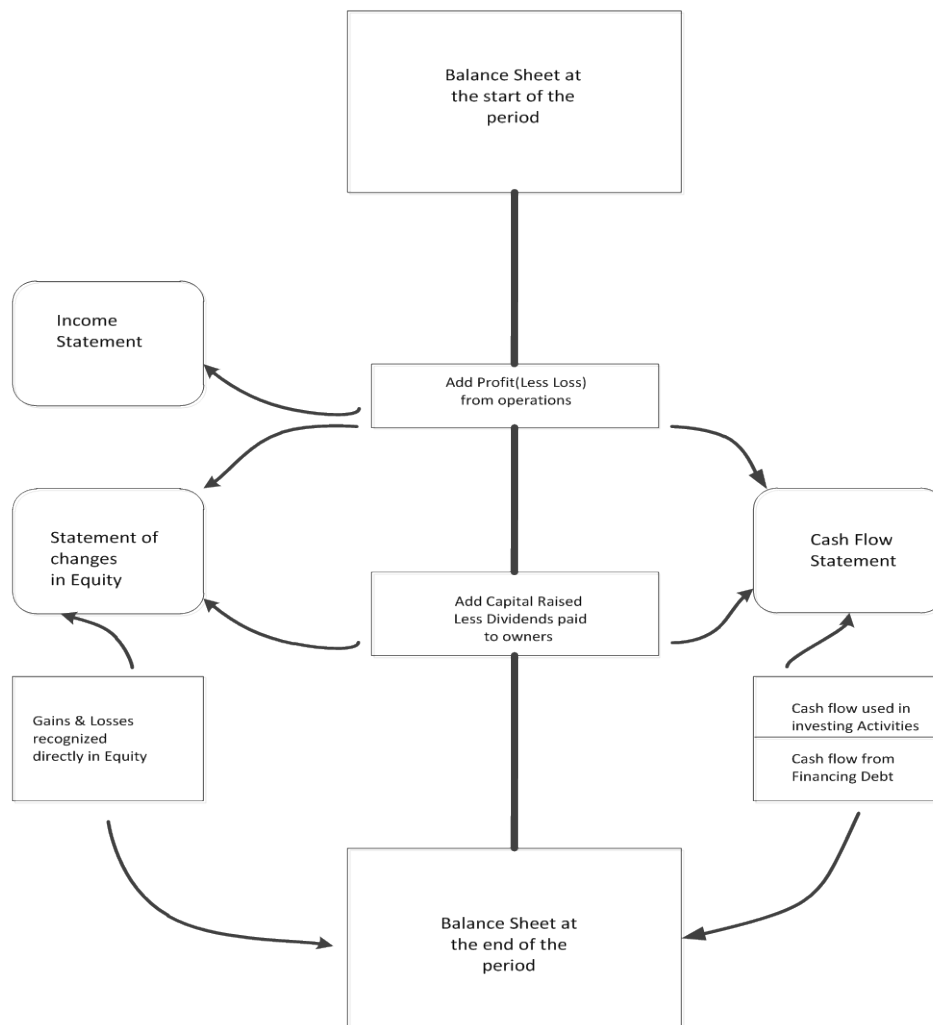 Balance Sheet at
the start of the
period
Income
Statement
Add Profit(Less Loss)
from operations
Statement of
changes
in Equity
Cash Flow
Statement
Add Capital Raised
Less Dividends paid
to owners
Gains & Losses
recognized
directly in Equity
Cash flow used in
investing Activities
Cash flow from
Financing Debt
Balance Sheet at
the end of the
period